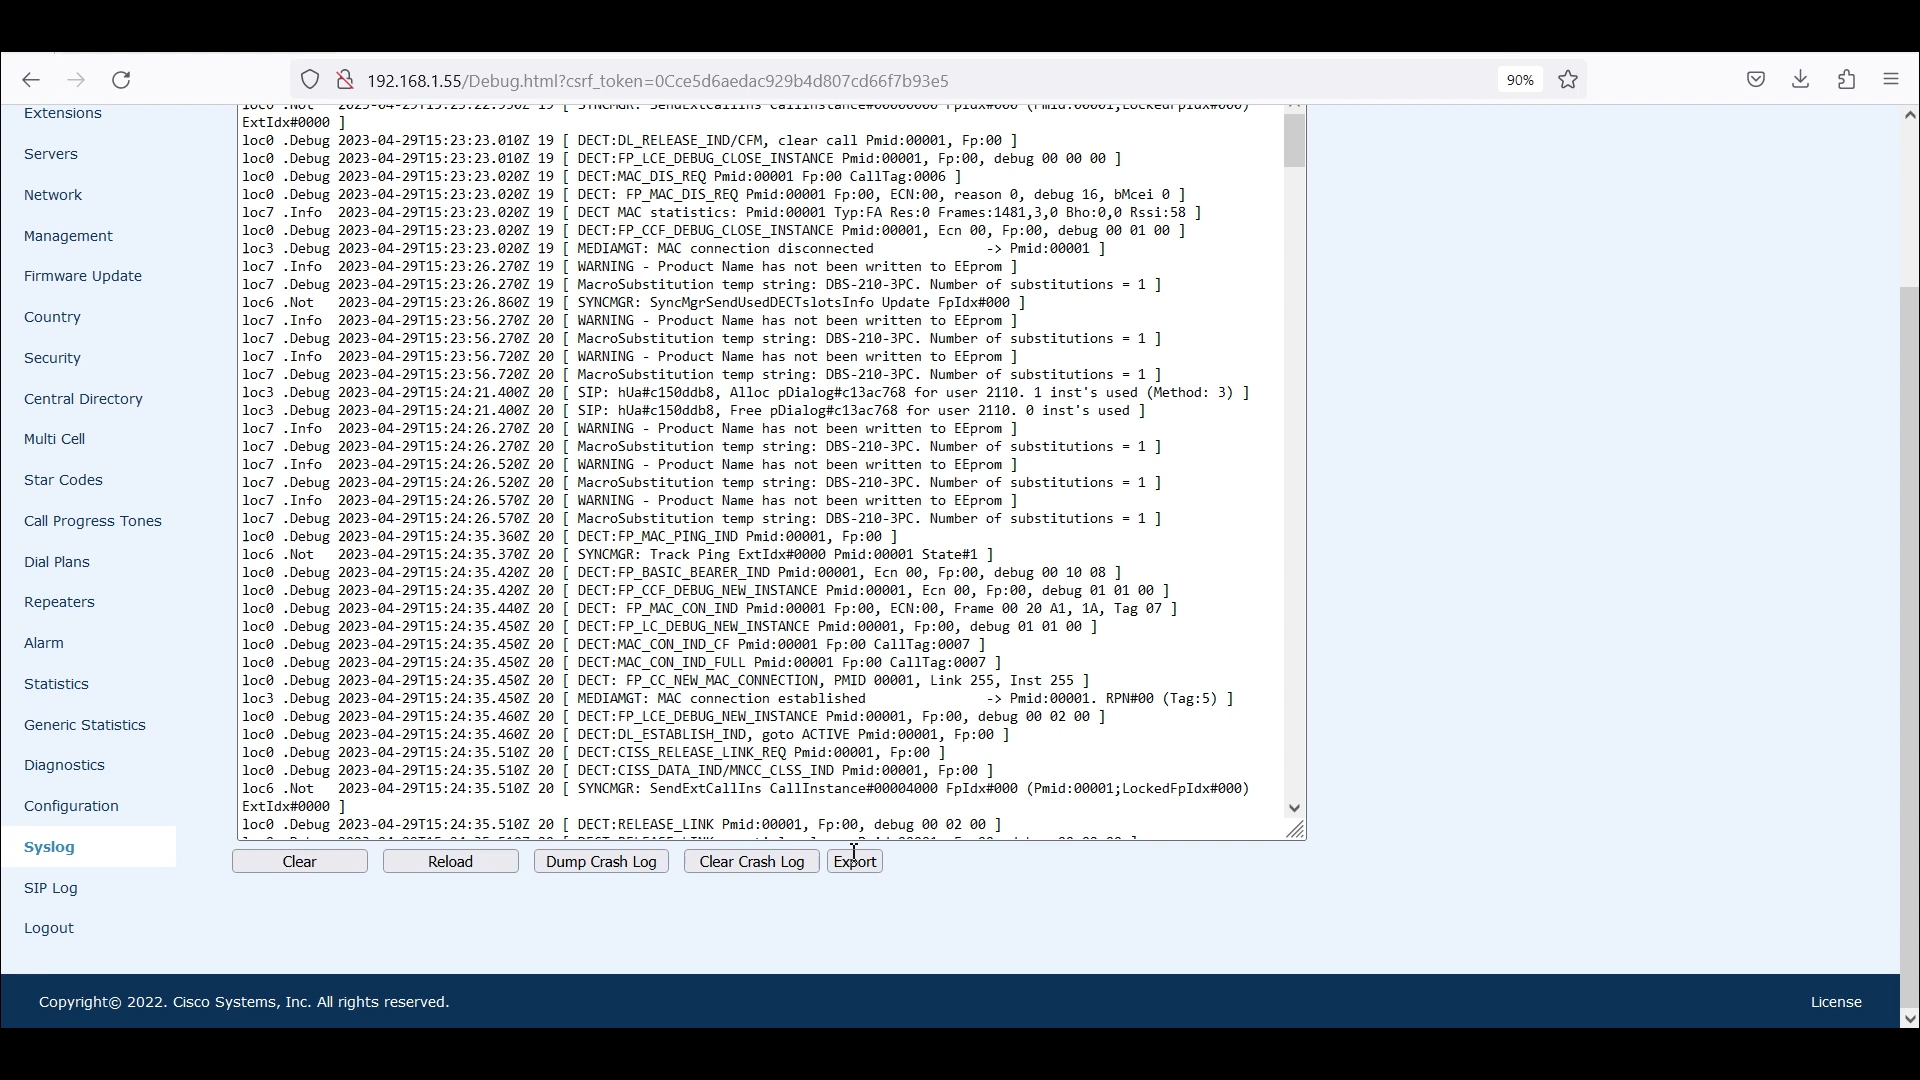 192.168.1.55/Debug.html?csrf_token=0Cce5d6aedac929b4d807cd66f7b93e5
90%
Extensions
Servers
Network
Management
Firmware Update
Country
Security
Central Directory
Multi Cell
Star Codes
Call Progress Tones
Dial Plans
Repeaters
Alarm
Statistics
Generic Statistics
Diagnostics
Configuration
Syslog
SIP Log
Logout
loc6 .Not   2023-04-29T15:23:22.950Z 19 [ SYNCMGR: SendExtCallIns CallInstance#00000000 FpIdx#000 (Pmid:00001;LockedFpIdx#000)
ExtIdx#0000 ]
loc0 .Debug 2023-04-29T15:23:23.010Z 19 [ DECT:DL_RELEASE_IND/CFM, clear call Pmid:00001, Fp:00 ]
loc0 .Debug 2023-04-29T15:23:23.010Z 19 [ DECT:FP_LCE_DEBUG_CLOSE_INSTANCE Pmid:00001, Fp:00, debug 00 00 00 ]
loc0 .Debug 2023-04-29T15:23:23.020Z 19 [ DECT:MAC_DIS_REQ Pmid:00001 Fp:00 CallTag:0006 ]
loc0 .Debug 2023-04-29T15:23:23.020Z 19 [ DECT: FP_MAC_DIS_REQ Pmid:00001 Fp:00, ECN:00, reason 0, debug 16, bMcei 0 ]
loc7 .Info  2023-04-29T15:23:23.020Z 19 [ DECT MAC statistics: Pmid:00001 Typ:FA Res:0 Frames:1481,3,0 Bho:0,0 Rssi:58 ]
loc0 .Debug 2023-04-29T15:23:23.020Z 19 [ DECT:FP_CCF_DEBUG_CLOSE_INSTANCE Pmid:00001, Ecn 00, Fp:00, debug 00 01 00 ]
loc3 .Debug 2023-04-29T15:23:23.020Z 19 [ MEDIAMGT: MAC connection disconnected              -> Pmid:00001 ]
loc7 .Info  2023-04-29T15:23:26.270Z 19 [ WARNING - Product Name has not been written to EEprom ]
loc7 .Debug 2023-04-29T15:23:26.270Z 19 [ MacroSubstitution temp string: DBS-210-3PC. Number of substitutions = 1 ]
loc6 .Not   2023-04-29T15:23:26.860Z 19 [ SYNCMGR: SyncMgrSendUsedDECTslotsInfo Update FpIdx#000 ]
loc7 .Info  2023-04-29T15:23:56.270Z 20 [ WARNING - Product Name has not been written to EEprom ]
loc7 .Debug 2023-04-29T15:23:56.270Z 20 [ MacroSubstitution temp string: DBS-210-3PC. Number of substitutions = 1 ]
loc7 .Info  2023-04-29T15:23:56.720Z 20 [ WARNING - Product Name has not been written to EEprom ]
loc7 .Debug 2023-04-29T15:23:56.720Z 20 [ MacroSubstitution temp string: DBS-210-3PC. Number of substitutions = 1 ]
loc3 .Debug 2023-04-29T15:24:21.400Z 20 [ SIP: hUa#c150ddb8, Alloc pDialog#c13ac768 for user 2110. 1 inst's used (Method: 3) ]
loc3 .Debug 2023-04-29T15:24:21.400Z 20 [ SIP: hUa#c150ddb8, Free pDialog#c13ac768 for user 2110. 0 inst's used ]
loc7 .Info  2023-04-29T15:24:26.270Z 20 [ WARNING - Product Name has not been written to EEprom ]
loc7 .Debug 2023-04-29T15:24:26.270Z 20 [ MacroSubstitution temp string: DBS-210-3PC. Number of substitutions = 1 ]
loc7 .Info  2023-04-29T15:24:26.520Z 20 [ WARNING - Product Name has not been written to EEprom ]
loc7 .Debug 2023-04-29T15:24:26.520Z 20 [ MacroSubstitution temp string: DBS-210-3PC. Number of substitutions = 1 ]
loc7 .Info  2023-04-29T15:24:26.570Z 20 [ WARNING - Product Name has not been written to EEprom ]
loc7 .Debug 2023-04-29T15:24:26.570Z 20 [ MacroSubstitution temp string: DBS-210-3PC. Number of substitutions = 1 ]
loc0 .Debug 2023-04-29T15:24:35.360Z 20 [ DECT:FP_MAC_PING_IND Pmid:00001, Fp:00 ]
loc6 .Not   2023-04-29T15:24:35.370Z 20 [ SYNCMGR: Track Ping ExtIdx#0000 Pmid:00001 State#1 ]
loc0 .Debug 2023-04-29T15:24:35.420Z 20 [ DECT:FP_BASIC_BEARER_IND Pmid:00001, Ecn 00, Fp:00, debug 00 10 08 ]
loc0 .Debug 2023-04-29T15:24:35.420Z 20 [ DECT:FP_CCF_DEBUG_NEW_INSTANCE Pmid:00001, Ecn 00, Fp:00, debug 01 01 00 ]
loc0 .Debug 2023-04-29T15:24:35.440Z 20 [ DECT: FP_MAC_CON_IND Pmid:00001 Fp:00, ECN:00, Frame 00 20 A1, 1A, Tag 07 ]
loc0 .Debug 2023-04-29T15:24:35.450Z 20 [ DECT:FP_LC_DEBUG_NEW_INSTANCE Pmid:00001, Fp:00, debug 01 01 00 ]
loc0 .Debug 2023-04-29T15:24:35.450Z 20 [ DECT:MAC_CON_IND_CF Pmid:00001 Fp:00 CallTag:0007 ]
loc0 .Debug 2023-04-29T15:24:35.450Z 20 [ DECT:MAC_CON_IND_FULL Pmid:00001 Fp:00 CallTag:0007 ]
loc0 .Debug 2023-04-29T15:24:35.450Z 20 [ DECT: FP_CC_NEW_MAC_CONNECTION, PMID 00001, Link 255, Inst 255 ]
loc3 .Debug 2023-04-29T15:24:35.450Z 20 [ MEDIAMGT: MAC connection established               -> Pmid:00001. RPN#00 (Tag:5) ]
loc0 .Debug 2023-04-29T15:24:35.460Z 20 [ DECT:FP_LCE_DEBUG_NEW_INSTANCE Pmid:00001, Fp:00, debug 00 02 00 ]
loc0 .Debug 2023-04-29T15:24:35.460Z 20 [ DECT:DL_ESTABLISH_IND, goto ACTIVE Pmid:00001, Fp:00 ]
loc0 .Debug 2023-04-29T15:24:35.510Z 20 [ DECT:CISS_RELEASE_LINK_REQ Pmid:00001, Fp:00 ]
loc0 .Debug 2023-04-29T15:24:35.510Z 20 [ DECT:CISS_DATA_IND/MNCC_CLSS_IND Pmid:00001, Fp:00 ]
loc6 .Not   2023-04-29T15:24:35.510Z 20 [ SYNCMGR: SendExtCallIns CallInstance#00004000 FpIdx#000 (Pmid:00001;LockedFpIdx#000)
ExtIdx#0000 ]
loc0 .Debug 2023-04-29T15:24:35.510Z 20 [ DECT:RELEASE_LINK Pmid:00001, Fp:00, debug 00 02 00 ]
Clear
Reload
Dump Crash Log
Clear Crash Log
Export
Copyright© 2022. Cisco Systems, Inc. All rights reserved.
License